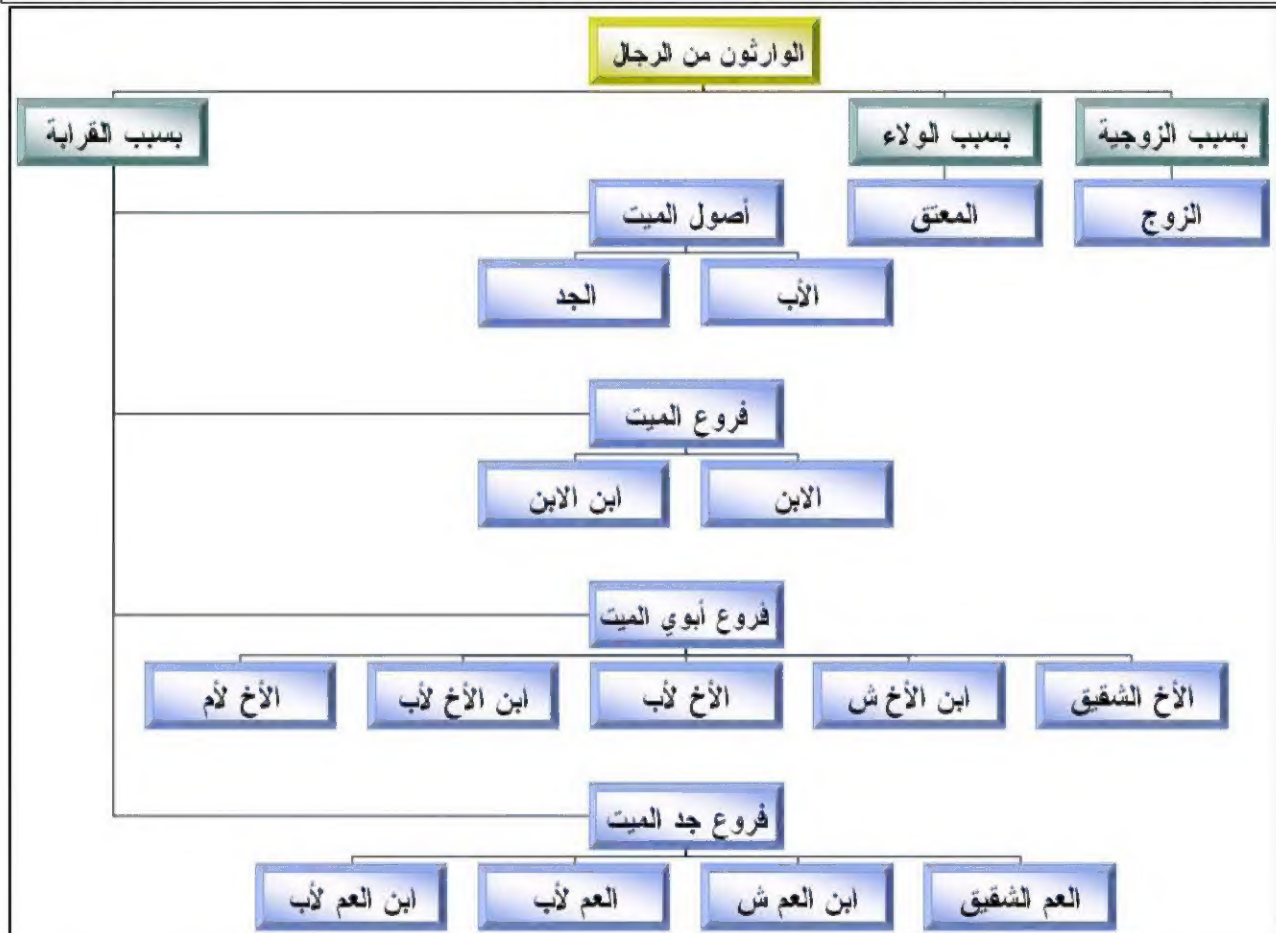 الوارثون من الرجال
بسبب الزوجية
بسبب الولاء
بسبب القرابة
الزوج
المعتق
أصول الميت
الأب
الجد
فروع الميت
الابن
ابن الابن
فروع أبوي الميت
الأخ الشقيق
ابن الأخ ش
الأخ لأب
ابن الأخ لأب
الأخ لأم
فروع جد الميت
العم الشقيق
ابن العم ش
العم لأب
ابن العم لأب